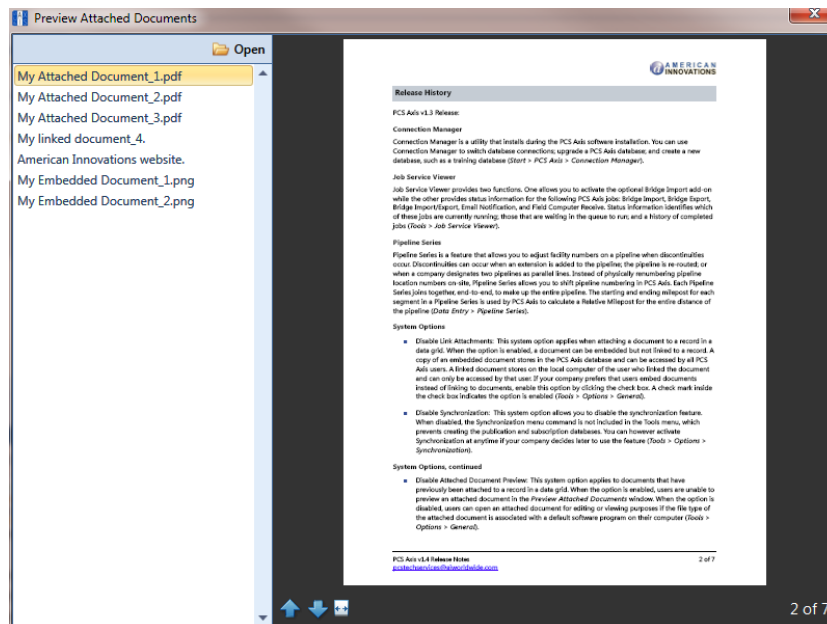 Preview Attached Documents
Open
My Attached Document_1.pdf
My Attached Document_2.pdf
My Attached Document_3.pdf
My linked document_4.
American Innovations website.
My Embedded Document_1.png
My Embedded Document_2.png
AMERICAN
INNOVATIONS
Release History
PCS Axis v1.3 Release:
Connection Manager
Connection Manager is a utility that installs during the PCS Axis software installation. You can use
Connection Manager to switch database connections; upgrade a PCS Axis database; and create a new
database, such as a training database (Start > PCS Axis > Connection Manager).
Job Service Viewer
Job Service Viewer provides two functions. One allows you to activate the optional Bridge Import add-on
while the other provides status information for the following PCS Axis jobs: Bridge Import, Bridge Export,
Bridge Import/Export, Email Notification, and Field Computer Receive. Status information identifies which
of these jobs are currently running; those that are waiting in the queue to run; and a history of completed
jobs (Tools > Job Service Viewer).
Pipeline Series
Pipeline Series is a feature that allows you to adjust facility numbers on a pipeline when discontinuities
occur. Discontinuities can occur when an extension is added to the pipeline; the pipeline is re-routed; or
when a company designates two pipelines as parallel lines. Instead of physically renumbering pipeline
location numbers on-site, Pipeline Series allows you to shift pipeline numbering in PCS Axis. Each Pipeline
Series joins together, end-to-end, to make up the entire pipeline. The starting and ending milepost for each
segment in a Pipeline Series is used by PCS Axis to calculate a Relative Milepost for the entire distance of
the pipeline (Data Entry > Pipeline Series).
System Options
Disable Link Attachments: This system option applies when attaching a document to a record in a
data grid. When the option is enabled, a document can be embedded but not linked to a record. A
copy of an embedded document stores in the PCS Axis database and can be accessed by all PCS
Axis users. A linked document stores on the local computer of the user who linked the document
and can only be accessed by that user. If your company prefers that users embed documents
instead of linking to documents, enable this option by clicking the check box. A check mark inside
the check box indicates the option is enabled (Tools > Options > General).
Disable Synchronization: This system option allows you to disable the synchronization feature.
When disabled, the Synchronization menu command is not included in the Tools menu, which
prevents creating the publication and subscription databases. You can however activate
Synchronization at anytime if your company decides later to use the feature (Tools > Options >
Synchronization).
System Options, continued
Disable Attached Document Preview: This system option applies to documents that have
previously been attached to a record in a data grid. When the option is enabled, users are unable to
preview an attached document in the Preview Attached Documents window. When the option is
disabled, users can open an attached document for editing or viewing purposes if the file type of
the attached document is associated with a default software program on their computer (Tools >
Options > General).
PCS Axis v1.4 Release Notes 2 of 7
pcstechservices@aiworldwide.com
2 of 7